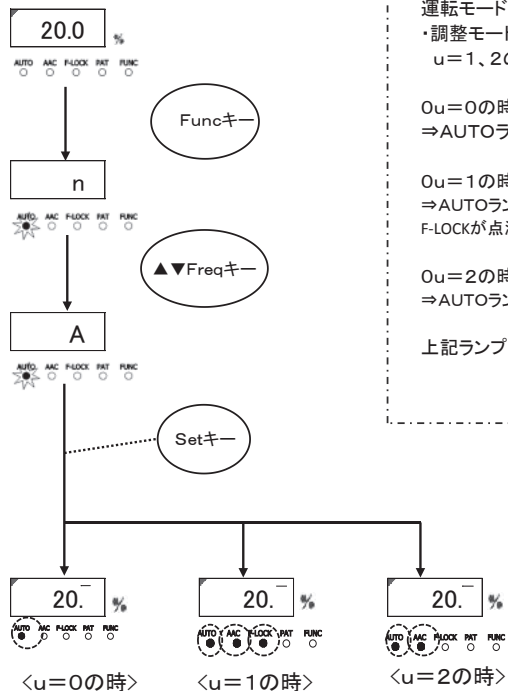 20.0 %
AUTO AAC F-LOCK PAT FUNC
Funcキー
n
AUTO AAC F-LOCK PAT FUNC
▲▼Freqキー
A
AUTO AAC F-LOCK PAT FUNC
Setキー
20.¯ %
AUTO AAC F-LOCK PAT FUNC
<u=0の時>
20.¯ %
AUTO AAC F-LOCK PAT FUNC
<u=1の時>
20.¯ %
AUTO AAC F-LOCK PAT FUNC
<u=2の時>
運転モード
・調整モード
u=1、2の
0u=0の時
⇒AUTOラ
0u=1の時
⇒AUTOラン
F-LOCKが点
0u=2の時
⇒AUTOラン
上記ランプ